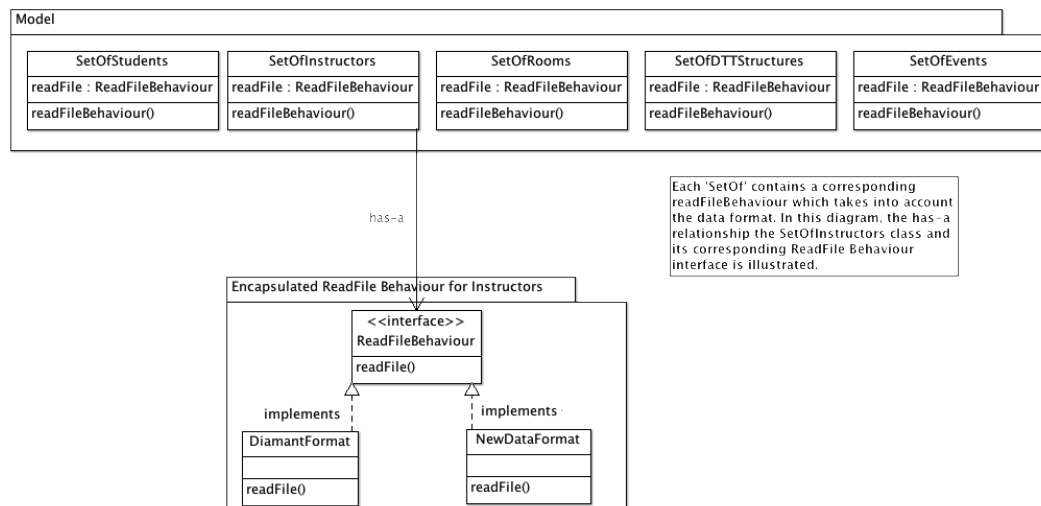 Model
SetOfStudents
readFile : ReadFileBehaviour
readFileBehaviour()
SetOfInstructors
readFile : ReadFileBehaviour
readFileBehaviour()
SetOfRooms
readFile : ReadFileBehaviour
readFileBehaviour()
SetOfDTTStructures
readFile : ReadFileBehaviour
readFileBehaviour()
SetOfEvents
readFile : ReadFileBehaviour
readFileBehaviour()
Each 'SetOf' contains a corresponding
readFileBehaviour which takes into account
the data format. In this diagram, the has-a
relationship the SetOfInstructors class and
its corresponding ReadFile Behaviour
interface is illustrated.
has-a
Encapsulated ReadFile Behaviour for Instructors
<<interface>>
ReadFileBehaviour
readFile()
implements
implements
DiamantFormat
readFile()
NewDataFormat
readFile()